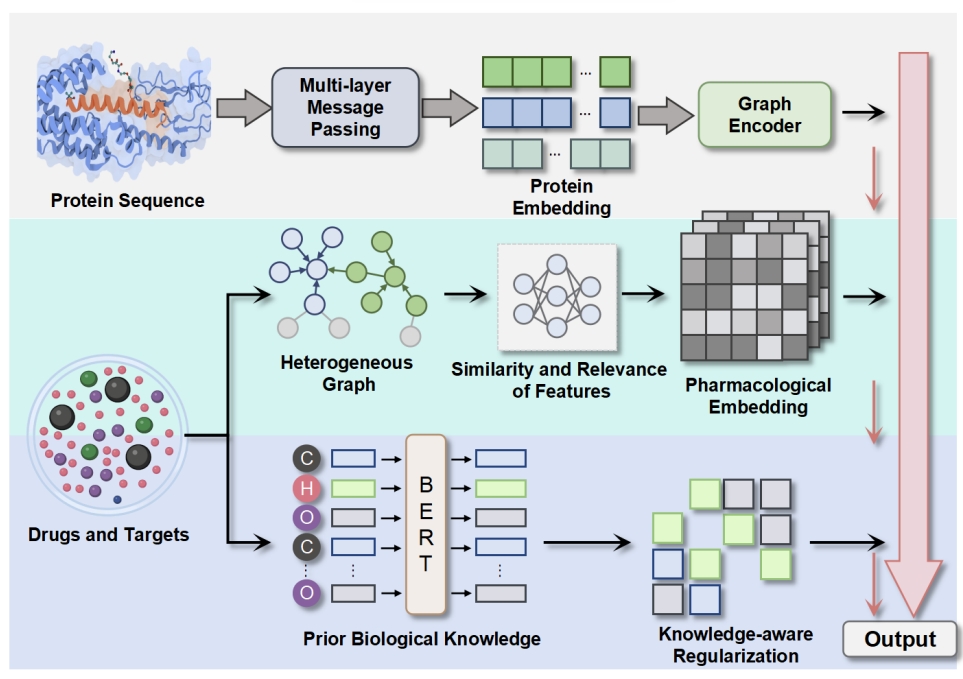 Multi-layer
Message
Passing
...
...
...
Graph
Encoder
Protein Sequence
Protein
Embedding
Heterogeneous
Graph
Similarity and Relevance
of Features
Pharmacological
Embedding
Drugs and Targets
C
H
O
C
O
B
E
R
T
Prior Biological Knowledge
Knowledge-aware
Regularization
Output